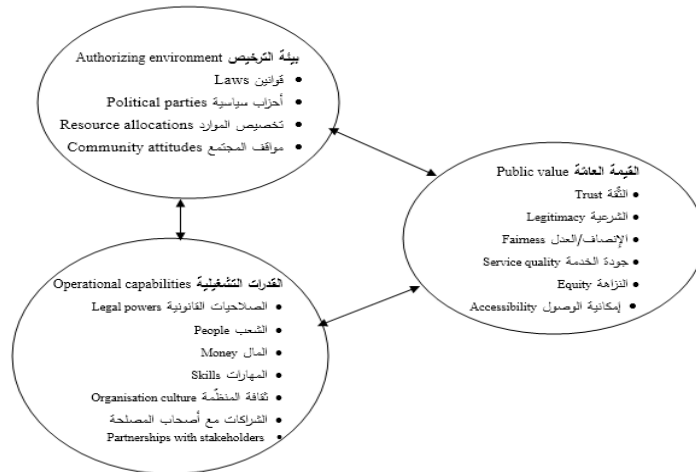 بيئة الترخيص Authorizing environment
• قوانين Laws
• أحزاب سياسية Political parties
• تخصيص الموارد Resource allocations
• مواقف المجتمع Community attitudes
القيمة العامّة Public value
• الثّقة Trust
• الشرعية Legitimacy
• الإنصاف/العدل Fairness
• جودة الخدمة Service quality
• النزاهة Equity
• إمكانية الوصول Accessibility
القدرات التشغيلية Operational capabilities
• الصلاحيات القانونية Legal powers
• الشعب People
• المال Money
• المهارات Skills
• ثقافة المنظّمة Organisation culture
• الشراكات مع أصحاب المصلحة
• Partnerships with stakeholders